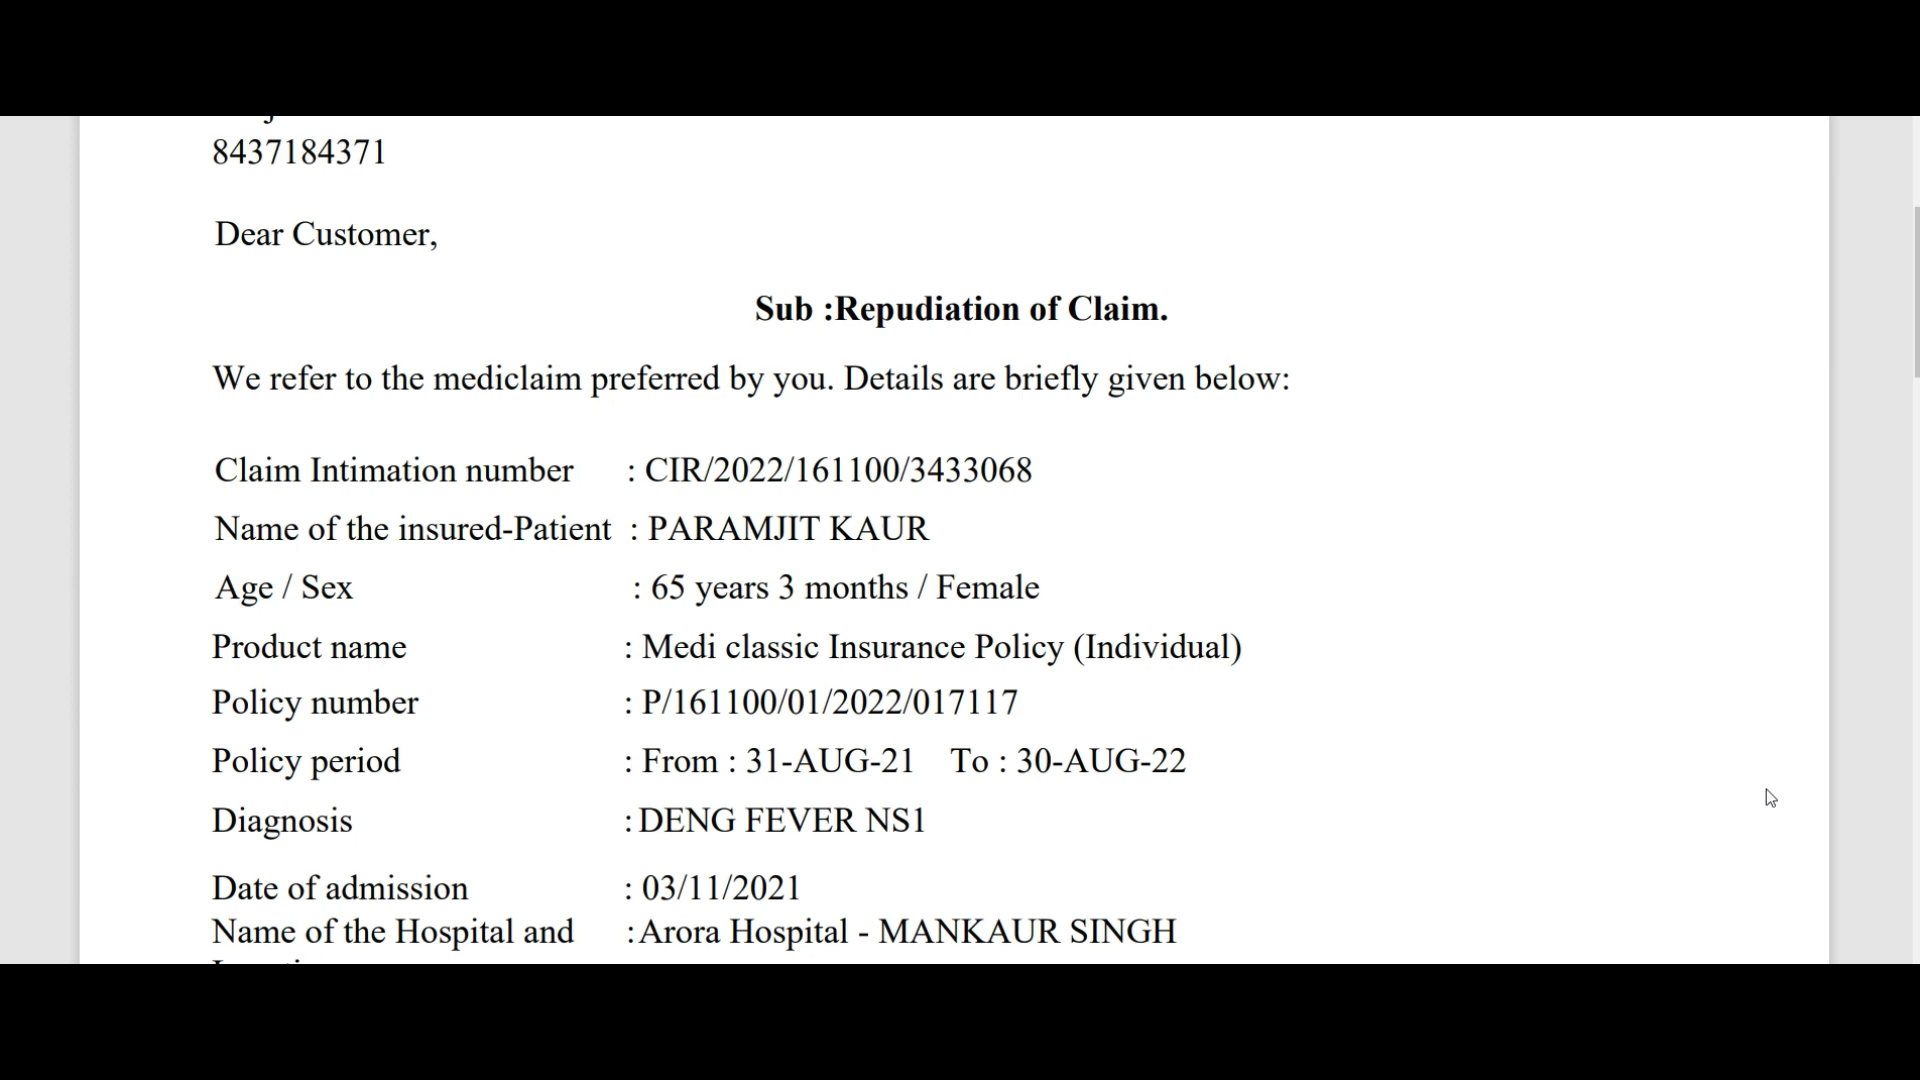 8437184371
Dear Customer,
Sub :Repudiation of Claim.
We refer to the mediclaim preferred by you. Details are briefly given below:
Claim Intimation number : CIR/2022/161100/3433068
Name of the insured-Patient : PARAMJIT KAUR
Age / Sex : 65 years 3 months / Female
Product name : Medi classic Insurance Policy (Individual)
Policy number : P/161100/01/2022/017117
Policy period : From : 31-AUG-21 To : 30-AUG-22
Diagnosis : DENG FEVER NS1
Date of admission : 03/11/2021
Name of the Hospital and : Arora Hospital - MANKAUR SINGH